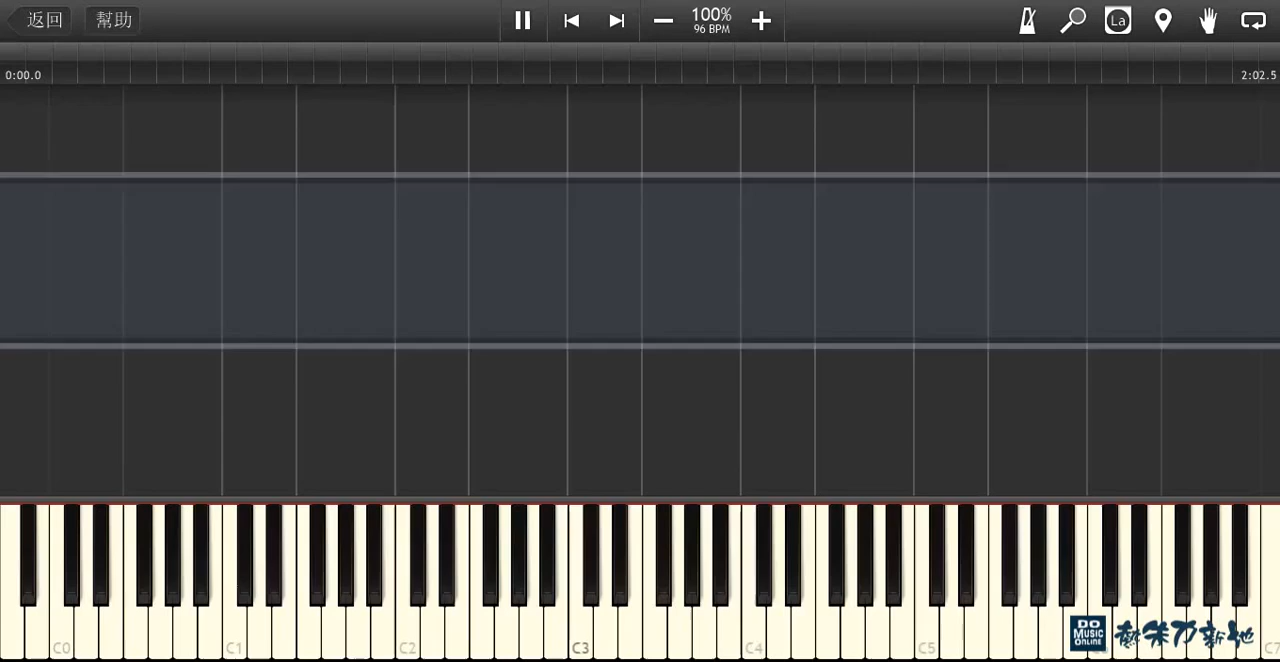 返回 幫助 100% La
96 BPM
0:00.0 2:02.5
C0 C1 C2 C3 C4 C5 C7
DO
MUSIC
ONLINE